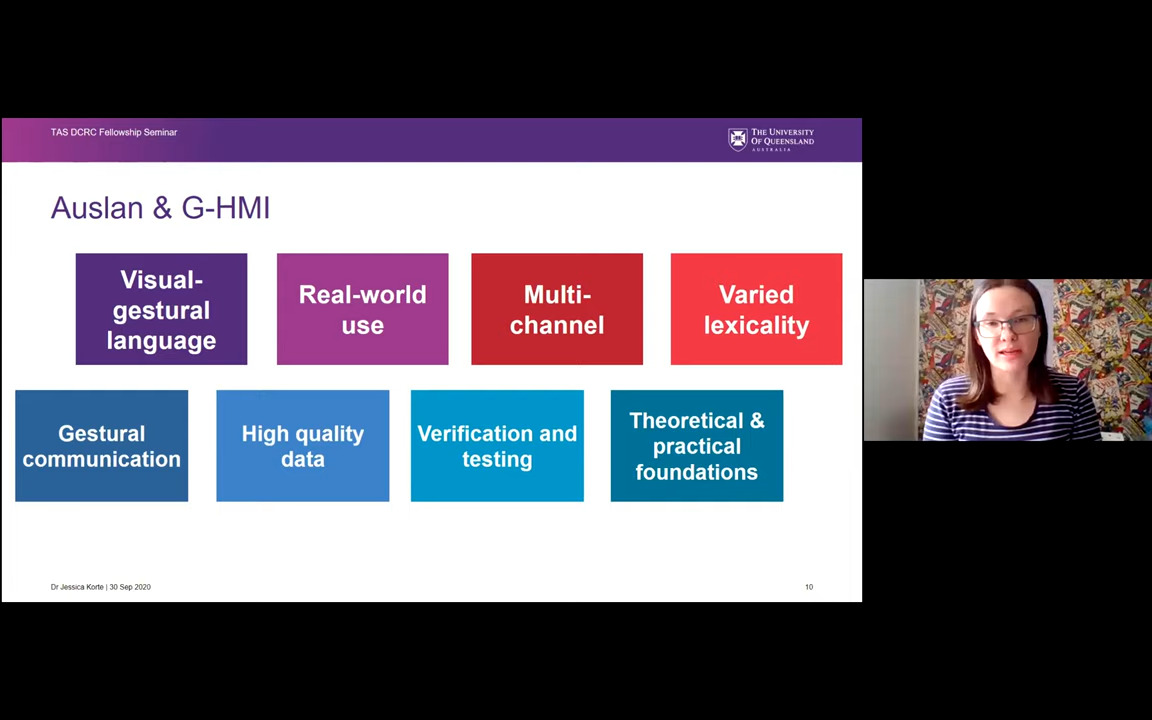 TAS DCRC Fellowship Seminar
THE UNIVERSITY
OF QUEENSLAND
AUSTRALIA
Auslan & G-HMI
Visual-
gestural
language
Real-world
use
Multi-
channel
Varied
lexicality
Gestural
communication
High quality
data
Verification and
testing
Theoretical &
practical
foundations
Dr Jessica Korte | 30 Sep 2020
10